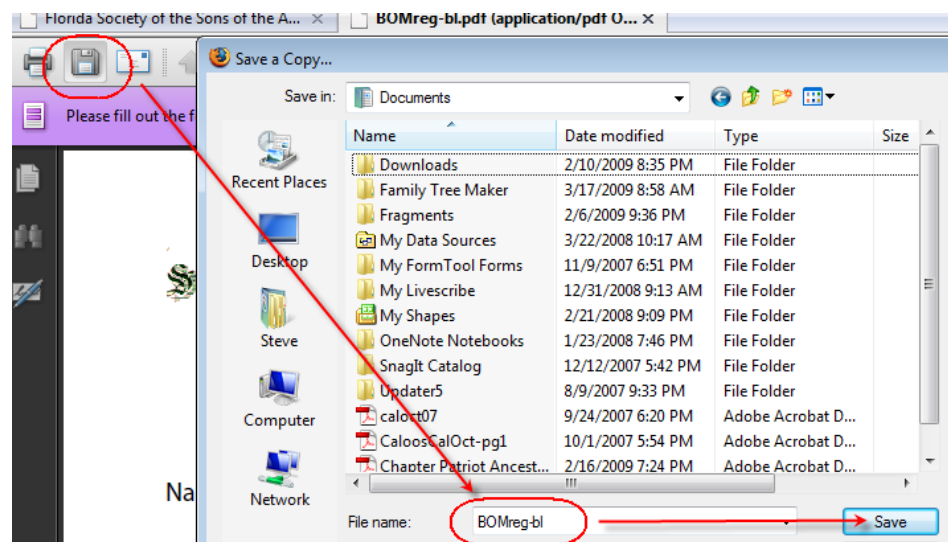 Florida Society of the Sons of the A... × BOMreg-bl.pdf (application/pdf O... ×
Save a Copy...
Save in: Documents
Please fill out the f
Name Date modified Type Size
Recent Places
Desktop
Steve
Computer
Network
Downloads 2/10/2009 8:35 PM File Folder
Family Tree Maker 3/17/2009 8:58 AM File Folder
Fragments 2/6/2009 9:36 PM File Folder
My Data Sources 3/22/2008 10:17 AM File Folder
My FormTool Forms 11/9/2007 6:51 PM File Folder
My Livescribe 12/31/2008 9:13 AM File Folder
My Shapes 2/21/2008 9:09 PM File Folder
OneNote Notebooks 1/23/2008 7:46 PM File Folder
SnagIt Catalog 12/12/2007 5:42 PM File Folder
Updater5 8/9/2007 9:33 PM File Folder
caloct07 9/24/2007 6:20 PM Adobe Acrobat D...
CaloosCalOct-pg1 10/1/2007 5:54 PM Adobe Acrobat D...
Chapter Patriot Ancest... 2/16/2009 7:24 PM Adobe Acrobat D...
Na
File name: BOMreg-bl Save